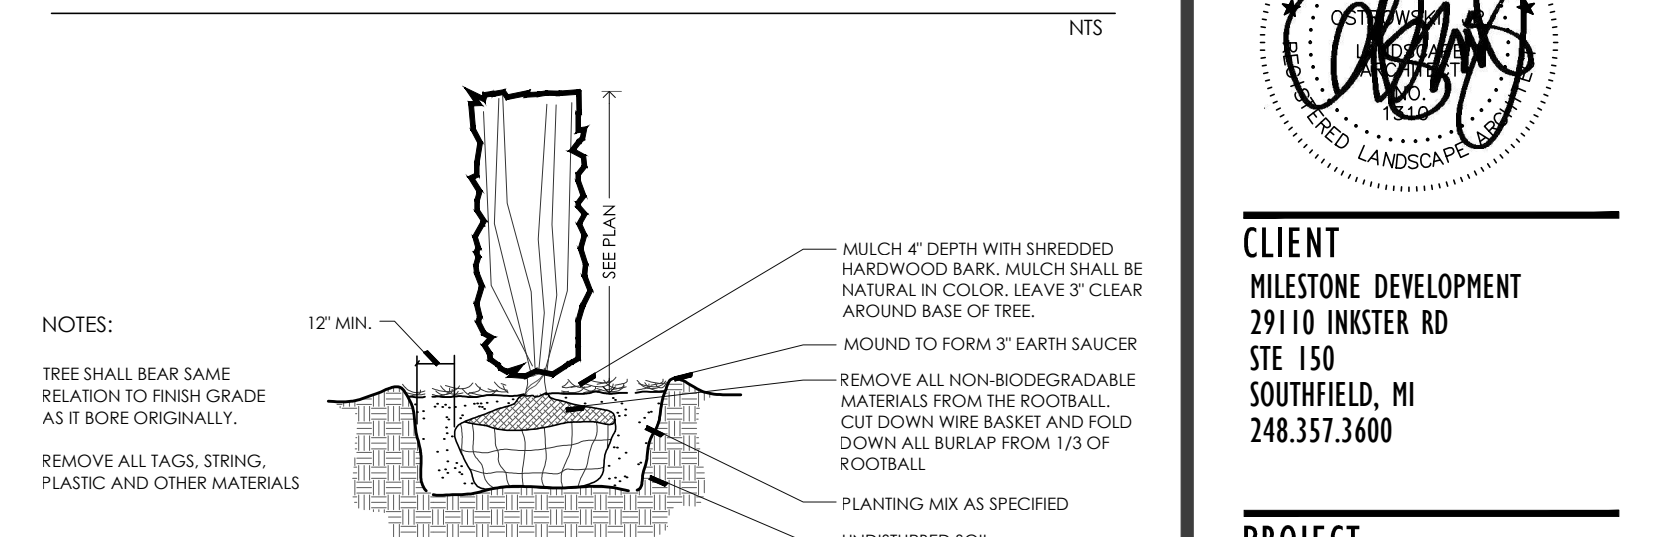 NTS
SEE PLAN
NOTES:
TREE SHALL BEAR SAME
RELATION TO FINISH GRADE
AS IT BORE ORIGINALLY.
REMOVE ALL TAGS, STRING,
PLASTIC AND OTHER MATERIALS
12" MIN.
MULCH 4" DEPTH WITH SHREDDED
HARDWOOD BARK. MULCH SHALL BE
NATURAL IN COLOR. LEAVE 3" CLEAR
AROUND BASE OF TREE.
MOUND TO FORM 3" EARTH SAUCER
REMOVE ALL NON-BIODEGRADABLE
MATERIALS FROM THE ROOTBALL.
CUT DOWN WIRE BASKET AND FOLD
DOWN ALL BURLAP FROM 1/3 OF
ROOTBALL
PLANTING MIX AS SPECIFIED
UNDISTURBED SOIL
LANDSCAPE
ARCHITECT
NO.
1310
REGISTERED LANDSCAPE ARCHITECT
CLIENT
MILESTONE DEVELOPMENT
29110 INKSTER RD
STE 150
SOUTHFIELD, MI
248.357.3600
PROJECT